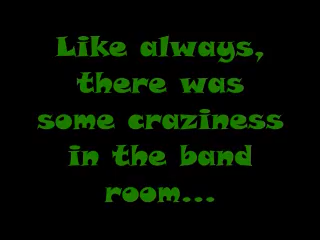 Like always,
there was
some craziness
in the band
room...